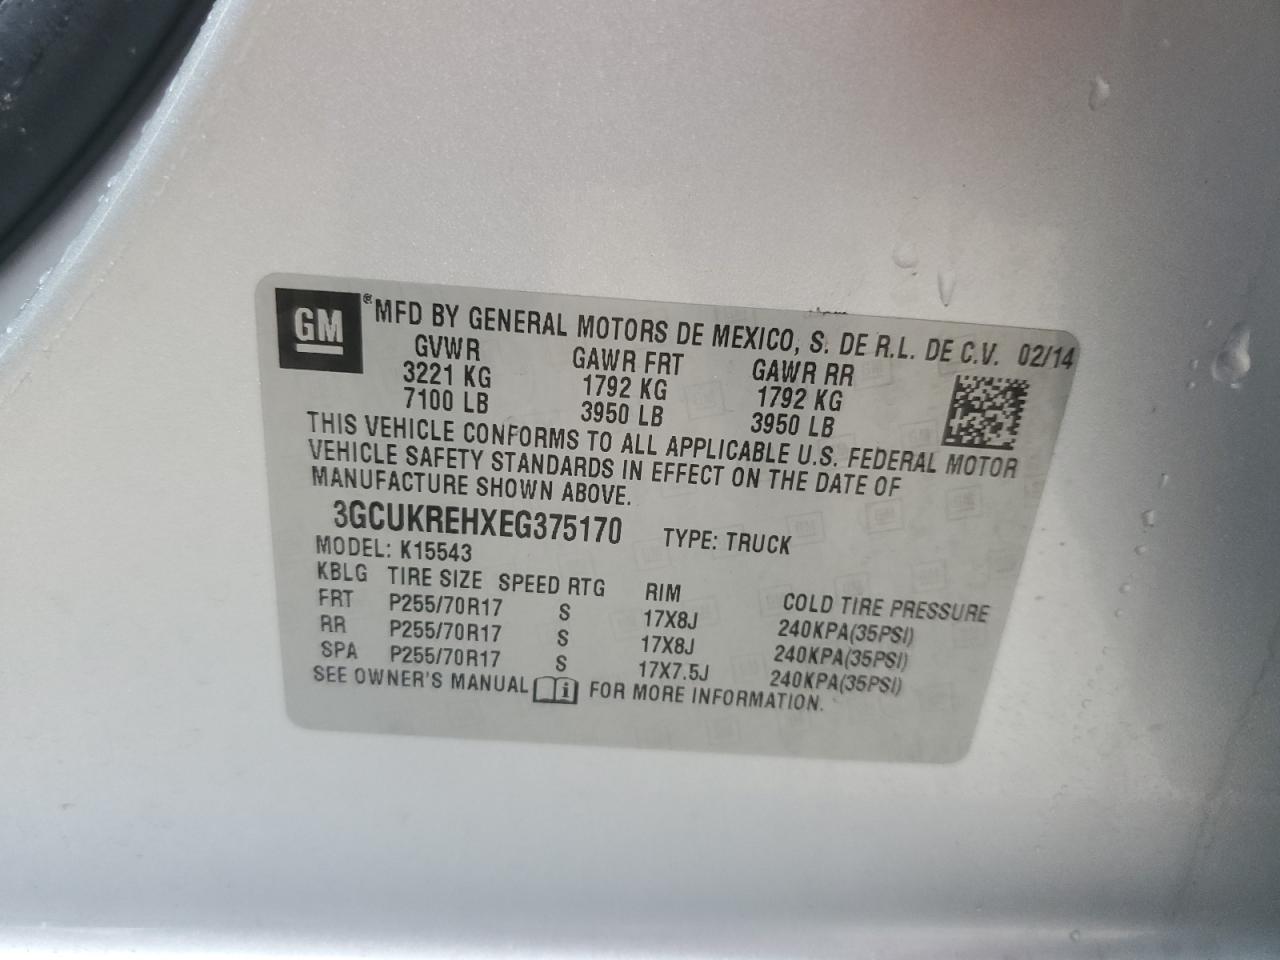 GM ® MFD BY GENERAL MOTORS DE MEXICO, S. DE R.L. DE C.V. 02/14
GVWR GAWR FRT GAWR RR
3221 KG 1792 KG 1792 KG
7100 LB 3950 LB 3950 LB
THIS VEHICLE CONFORMS TO ALL APPLICABLE U.S. FEDERAL MOTOR
VEHICLE SAFETY STANDARDS IN EFFECT ON THE DATE OF
MANUFACTURE SHOWN ABOVE.
3GCUKREHXEG375170 TYPE: TRUCK
MODEL: K15543
KBLG TIRE SIZE SPEED RTG RIM COLD TIRE PRESSURE
FRT P255/70R17 S 17X8J 240KPA(35PSI)
RR P255/70R17 S 17X8J 240KPA(35PSI)
SPA P255/70R17 S 17X7.5J 240KPA(35PSI)
SEE OWNER'S MANUAL i FOR MORE INFORMATION.